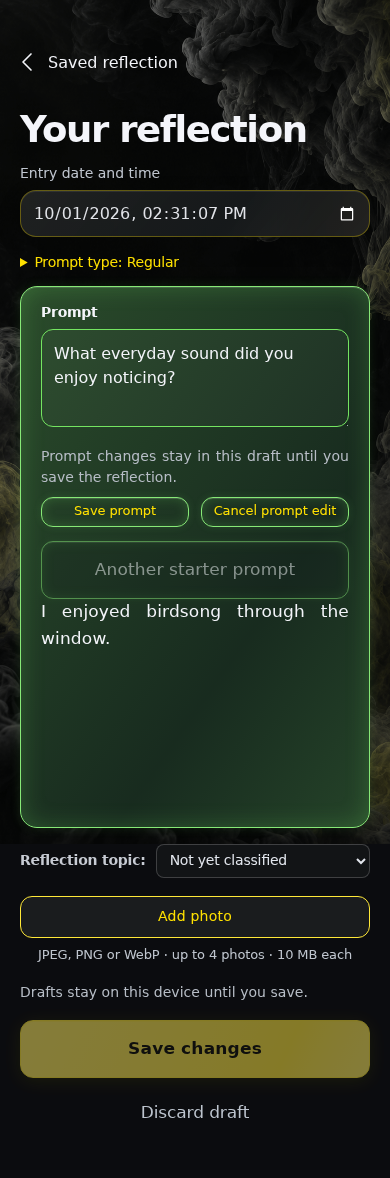 Saved reflection
Your reflection
Entry date and time
10/01/2026, 02:31:07 PM
Prompt type: Regular
Prompt
What everyday sound did you
enjoy noticing?
Prompt changes stay in this draft until you
save the reflection.
Save prompt
Cancel prompt edit
Another starter prompt
I enjoyed birdsong through the
window.
Reflection topic:
Not yet classified
Add photo
JPEG, PNG or WebP · up to 4 photos · 10 MB each
Drafts stay on this device until you save.
Save changes
Discard draft